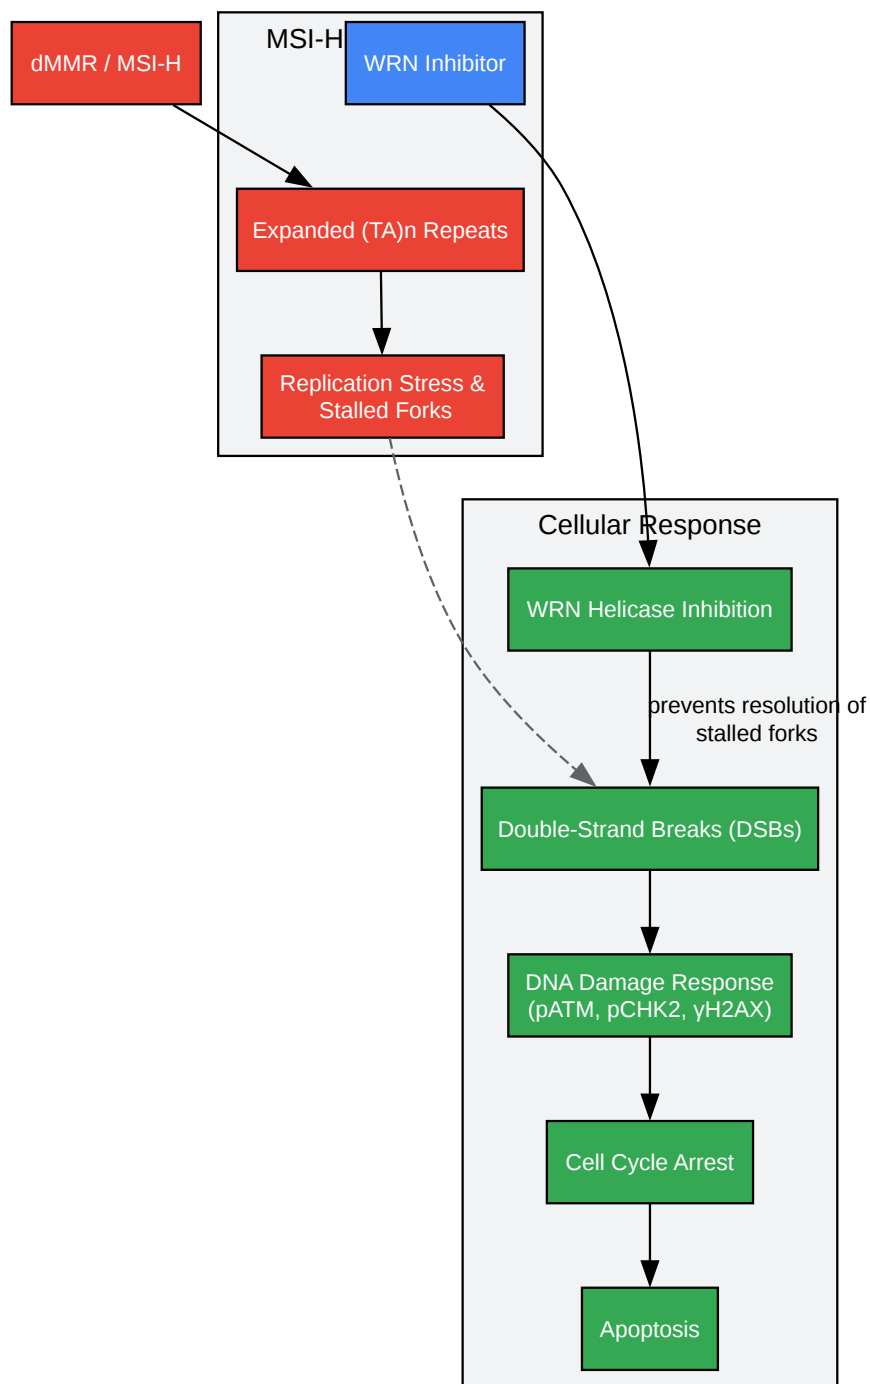 dMMR / MSI-H
MSI-H
WRN Inhibitor
Expanded (TA)n Repeats
Replication Stress &
Stalled Forks
Cellular Response
WRN Helicase Inhibition
prevents resolution of
stalled forks
Double-Strand Breaks (DSBs)
DNA Damage Response
(pATM, pCHK2, γH2AX)
Cell Cycle Arrest
Apoptosis